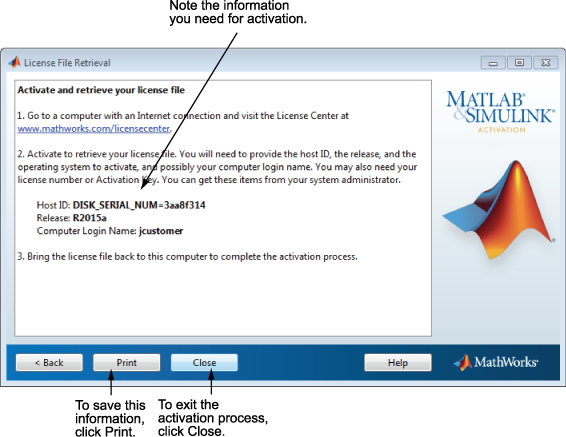 Note the information
you need for activation.
License File Retrieval
Activate and retrieve your license file
1. Go to a computer with an Internet connection and visit the License Center at
www.mathworks.com/licensecenter.
2. Activate to retrieve your license file. You will need to provide the host ID, the release, and the
operating system to activate, and possibly your computer login name. You may also need your
license number or Activation Key. You can get these items from your system administrator.
Host ID: DISK_SERIAL_NUM=3aa8f314
Release: R2015a
Computer Login Name: jcustomer
3. Bring the license file back to this computer to complete the activation process.
MATLAB®
&SIMULINK®
ACTIVATION
< Back
Print
Close
Help
MathWorks®
To save this
information,
click Print.
To exit the
activation process,
click Close.